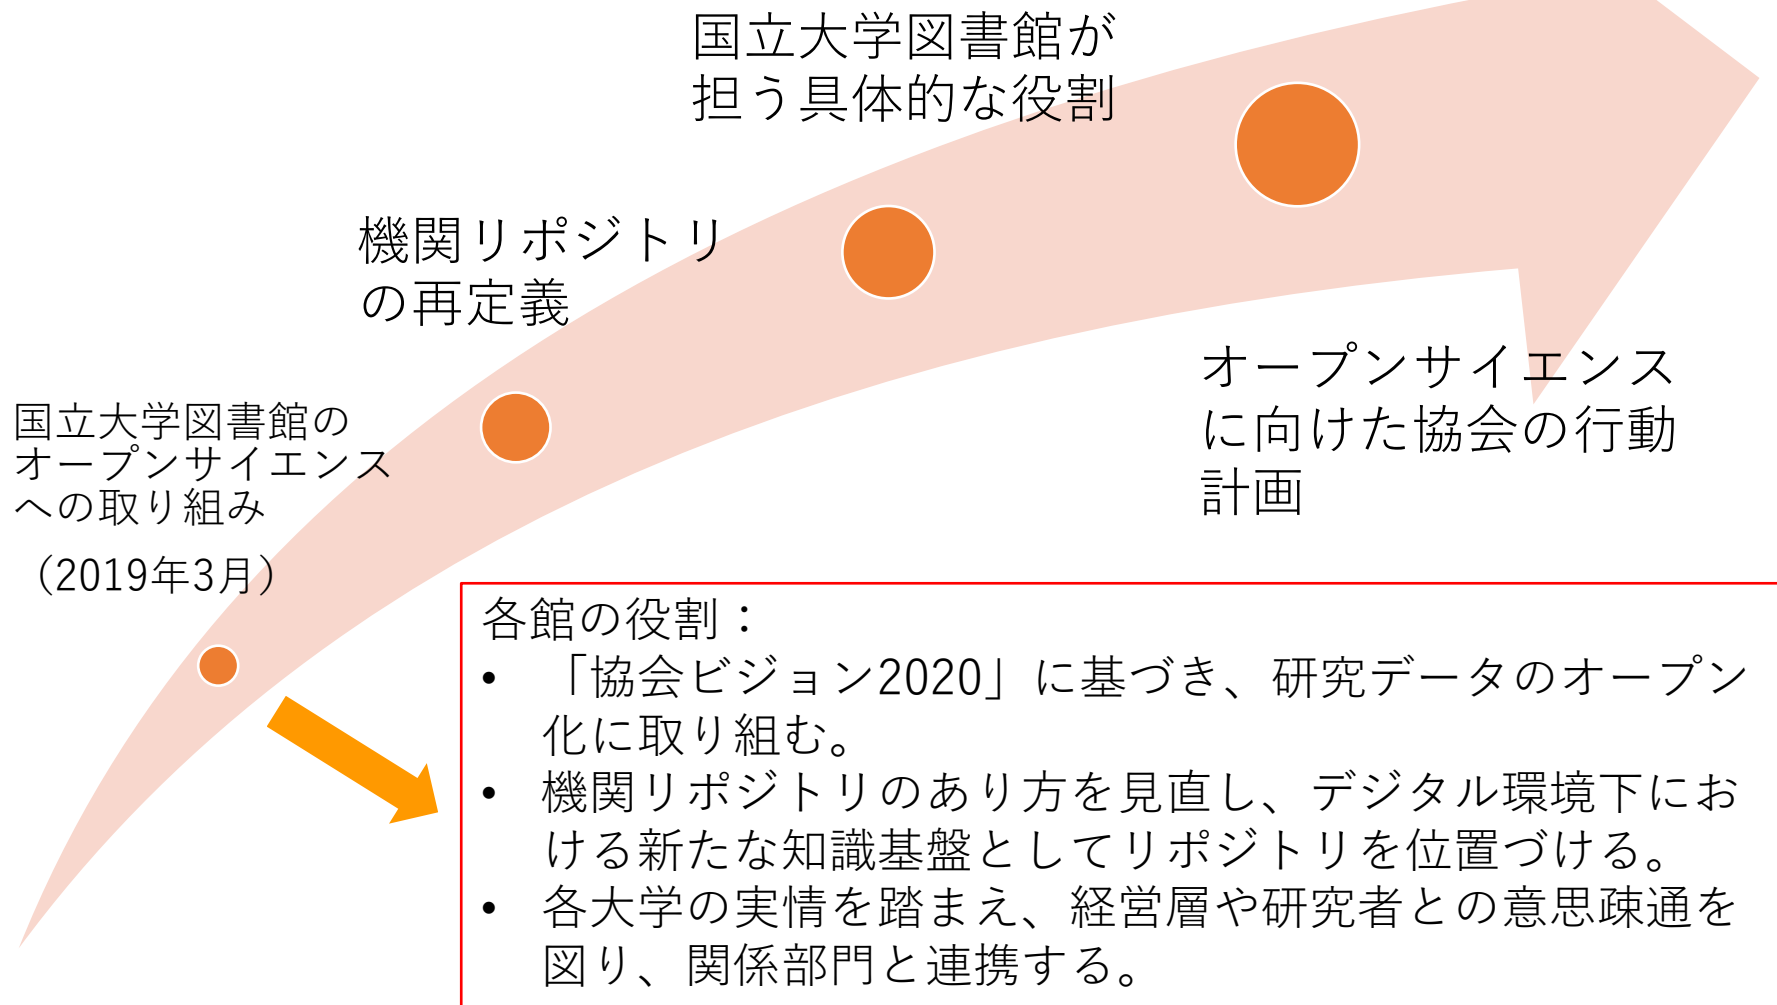 国立大学図書館が
担う具体的な役割
機関リポジトリ
の再定義
国立大学図書館の
オープンサイエンス
への取り組み
（2019年3月）
オープンサイエンス
に向けた協会の行動
計画
各館の役割：
• 「協会ビジョン2020」に基づき、研究データのオープン
化に取り組む。
• 機関リポジトリのあり方を見直し、デジタル環境下にお
ける新たな知識基盤としてリポジトリを位置づける。
• 各大学の実情を踏まえ、経営層や研究者との意思疎通を
図り、関係部門と連携する。